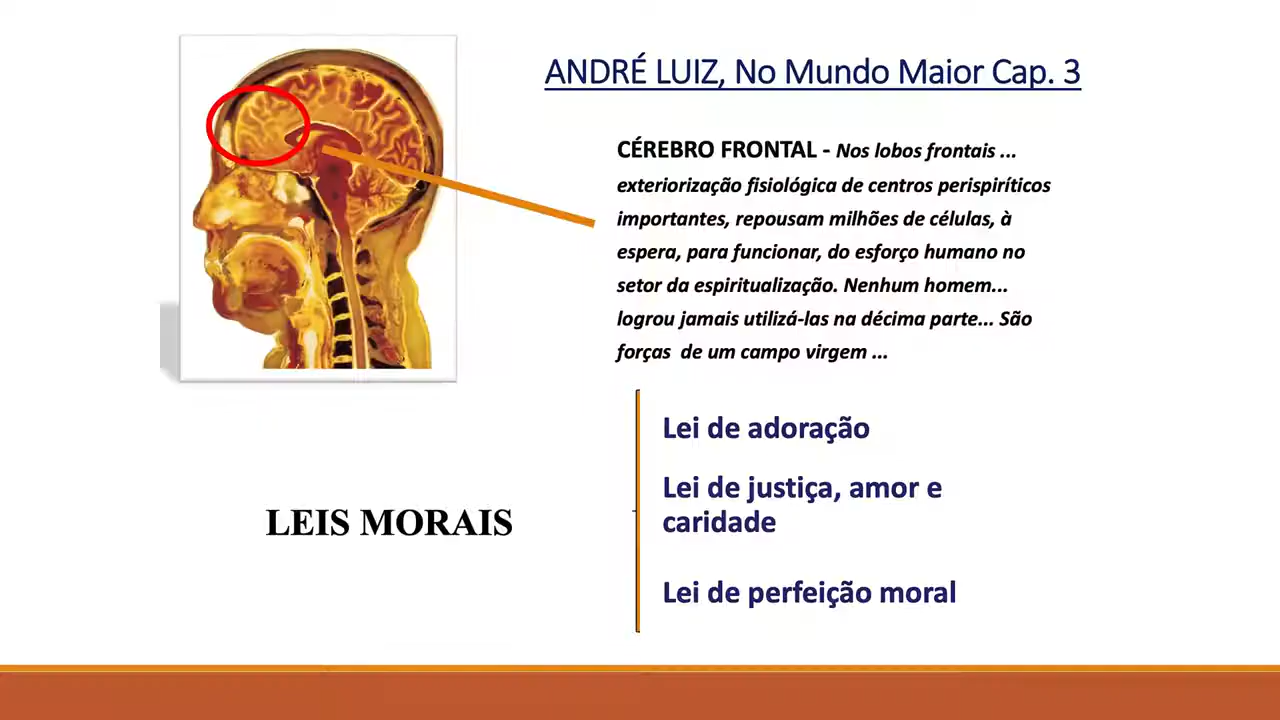 ANDRÉ LUIZ, No Mundo Maior Cap. 3
CÉREBRO FRONTAL - Nos lobos frontais ...
exteriorização fisiológica de centros perispiríticos
importantes, repousam milhões de células, à
espera, para funcionar, do esforço humano no
setor da espiritualização. Nenhum homem...
logrou jamais utilizá-las na décima parte... São
forças de um campo virgem ...
LEIS MORAIS
Lei de adoração
Lei de justiça, amor e
caridade
Lei de perfeição moral